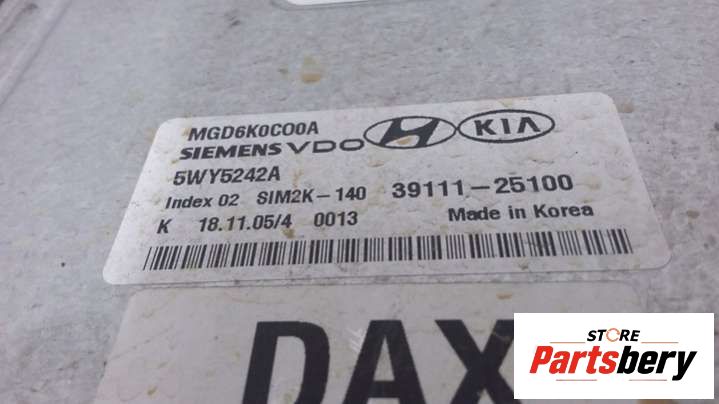 MGD6K0C00A
SIEMENS VDO KIA
5WY5242A
Index 02 SIM2K-140 39111-25100
K 18.11.05/4 0013 Made in Korea
DAX
STORE
Partsbery